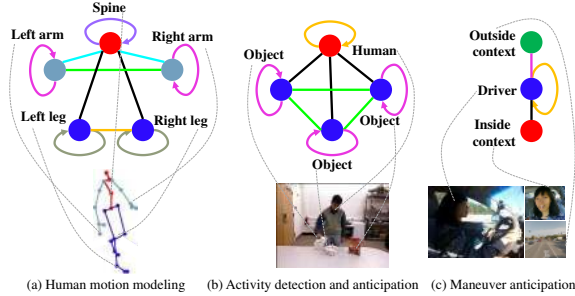 Spine
Left arm
Right arm
Left leg
Right leg
(a) Human motion modeling
Human
Object
Object
Object
(b) Activity detection and anticipation
Outside
context
Driver
Inside
context
(c) Maneuver anticipation